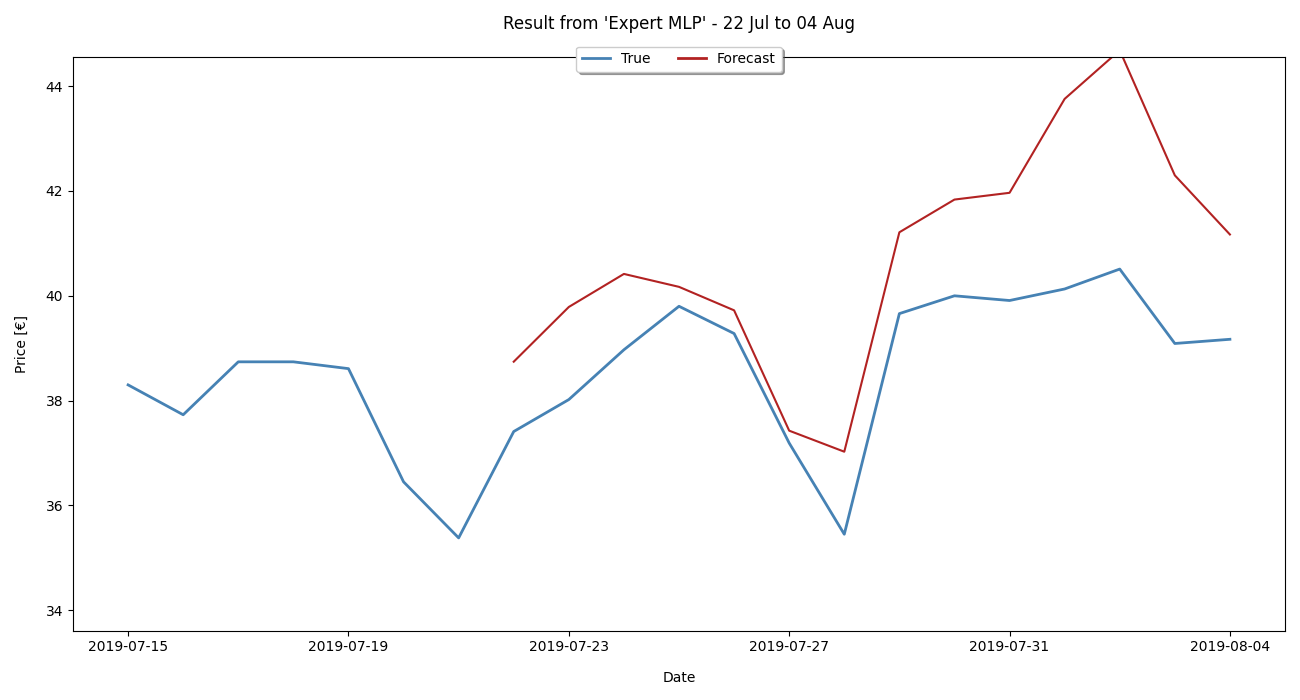 Result from 'Expert MLP' - 22 Jul to 04 Aug
True Forecast
44
42
40
38
36
34
Price [€]
2019-07-15 2019-07-19 2019-07-23 2019-07-27 2019-07-31 2019-08-04
Date